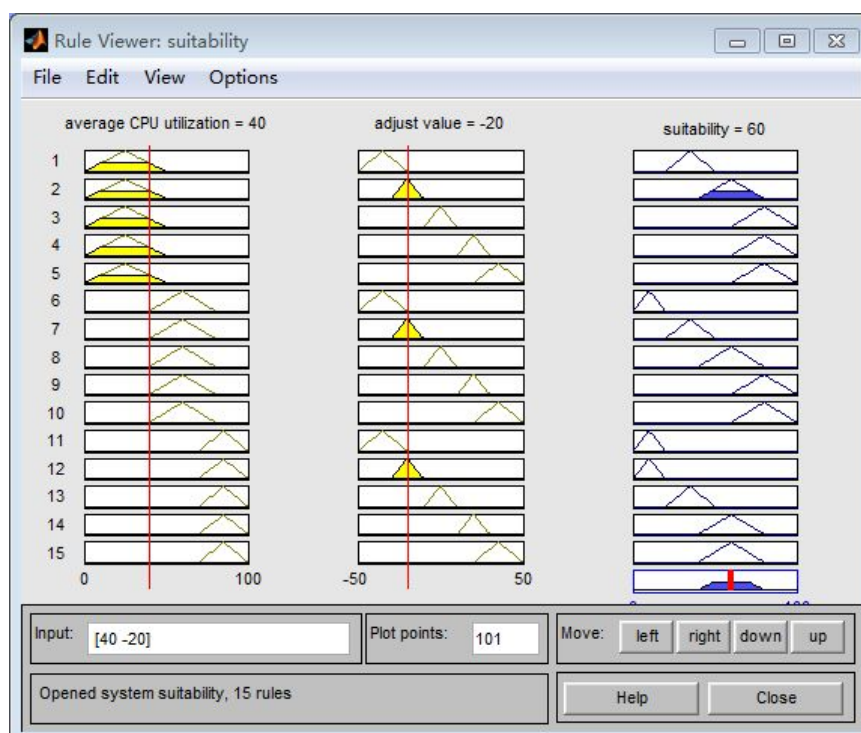 Rule Viewer: suitability
File Edit View Options
average CPU utilization = 40 adjust value = -20 suitability = 60
1
2
3
4
5
6
7
8
9
10
11
12
13
14
15
0 100 -50 50
Input: [40 -20] Plot points: 101 Move: left right down up
Opened system suitability, 15 rules Help Close